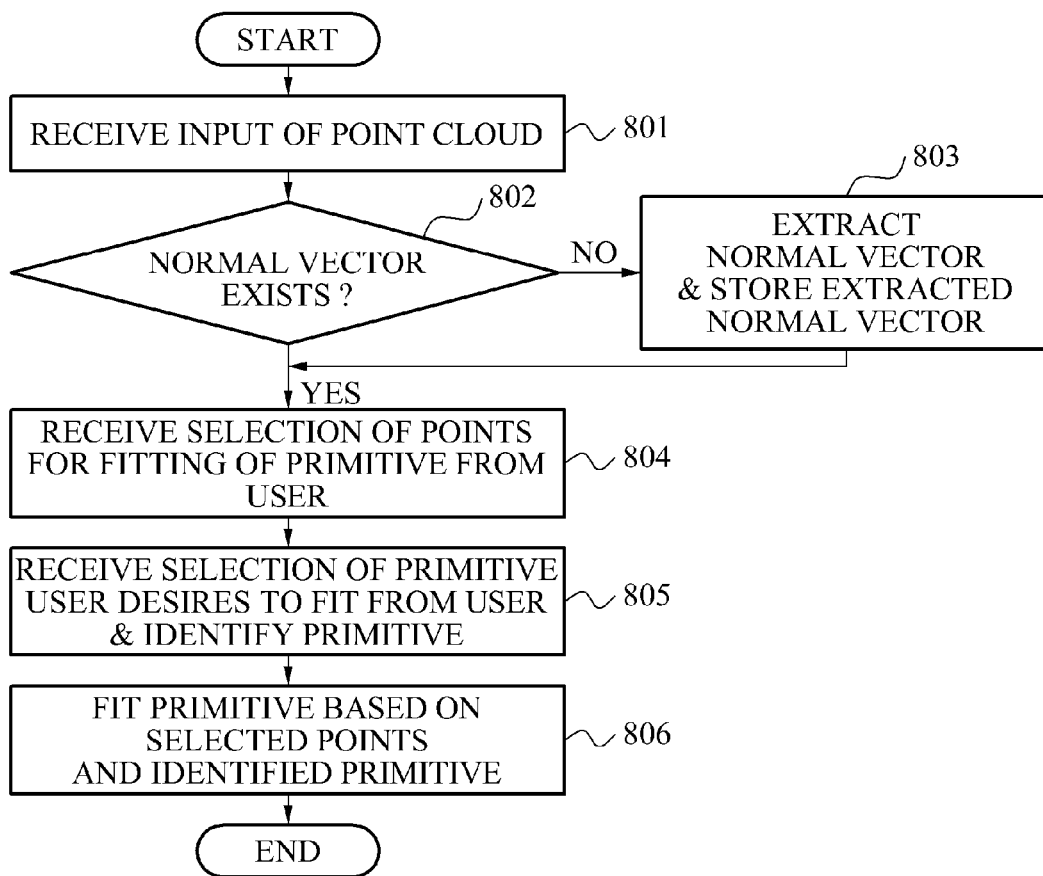 START
RECEIVE INPUT OF POINT CLOUD
801
802
NORMAL VECTOR
EXISTS ?
NO
803
EXTRACT
NORMAL VECTOR
& STORE EXTRACTED
NORMAL VECTOR
YES
RECEIVE SELECTION OF POINTS
FOR FITTING OF PRIMITIVE FROM
USER
804
RECEIVE SELECTION OF PRIMITIVE
USER DESIRES TO FIT FROM USER
& IDENTIFY PRIMITIVE
805
FIT PRIMITIVE BASED ON
SELECTED POINTS
AND IDENTIFIED PRIMITIVE
806
END